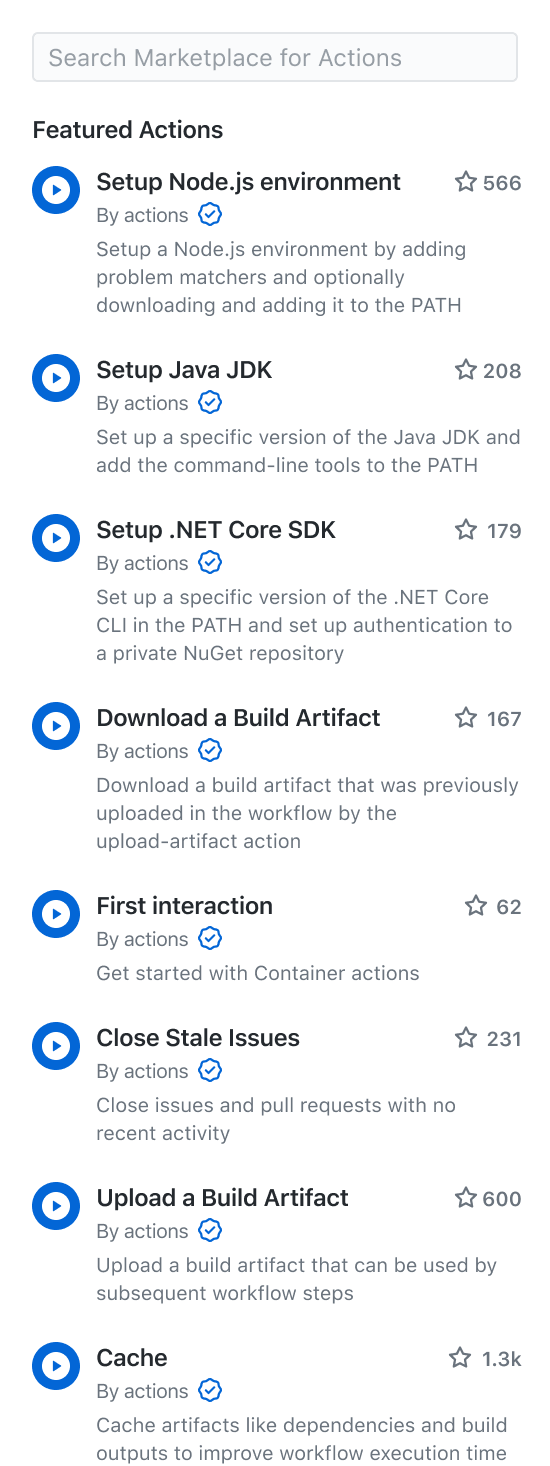 Search Marketplace for Actions
Featured Actions
Setup Node.js environment 566
By actions
Setup a Node.js environment by adding
problem matchers and optionally
downloading and adding it to the PATH
Setup Java JDK 208
By actions
Set up a specific version of the Java JDK and
add the command-line tools to the PATH
Setup .NET Core SDK 179
By actions
Set up a specific version of the .NET Core
CLI in the PATH and set up authentication to
a private NuGet repository
Download a Build Artifact 167
By actions
Download a build artifact that was previously
uploaded in the workflow by the
upload-artifact action
First interaction 62
By actions
Get started with Container actions
Close Stale Issues 231
By actions
Close issues and pull requests with no
recent activity
Upload a Build Artifact 600
By actions
Upload a build artifact that can be used by
subsequent workflow steps
Cache 1.3k
By actions
Cache artifacts like dependencies and build
outputs to improve workflow execution time